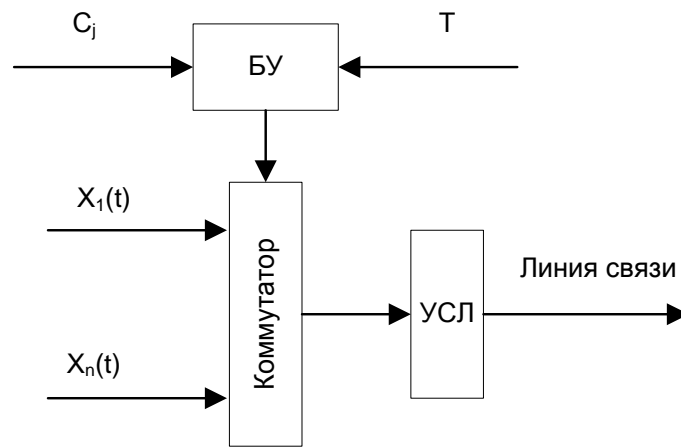 Cj
T
БУ
X1(t)
Линия связи
Коммутатор
УСЛ
Xn(t)